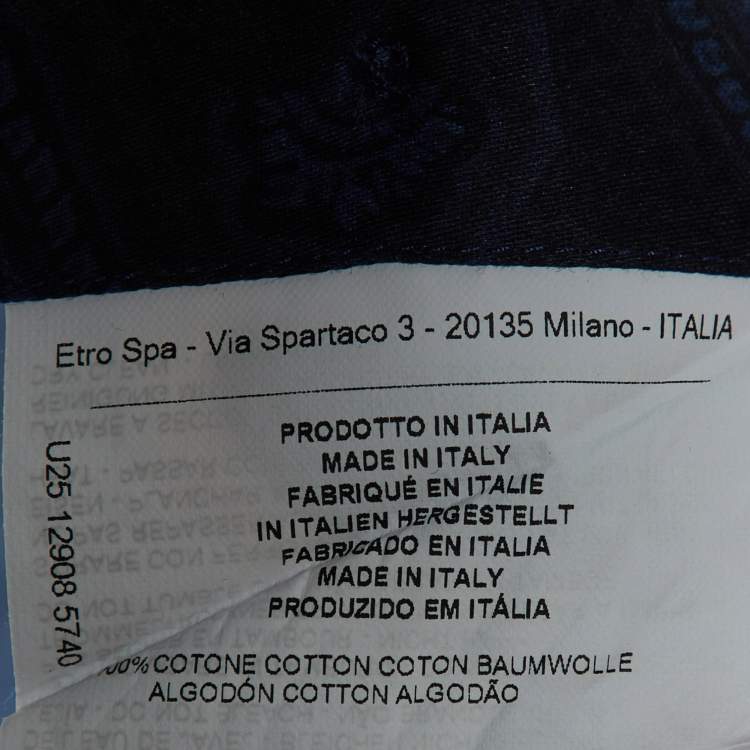 Etro Spa - Via Spartaco 3 - 20135 Milano - ITALIA
PRODOTTO IN ITALIA
MADE IN ITALY
FABRIQUÉ EN ITALIE
IN ITALIEN HERGESTELLT
FABRICADO EN ITALIA
MADE IN ITALY
PRODUZIDO EM ITÁLIA
100% COTONE COTTON COTON BAUMWOLLE
ALGODÓN COTTON ALGODÃO
U25 12908 5740